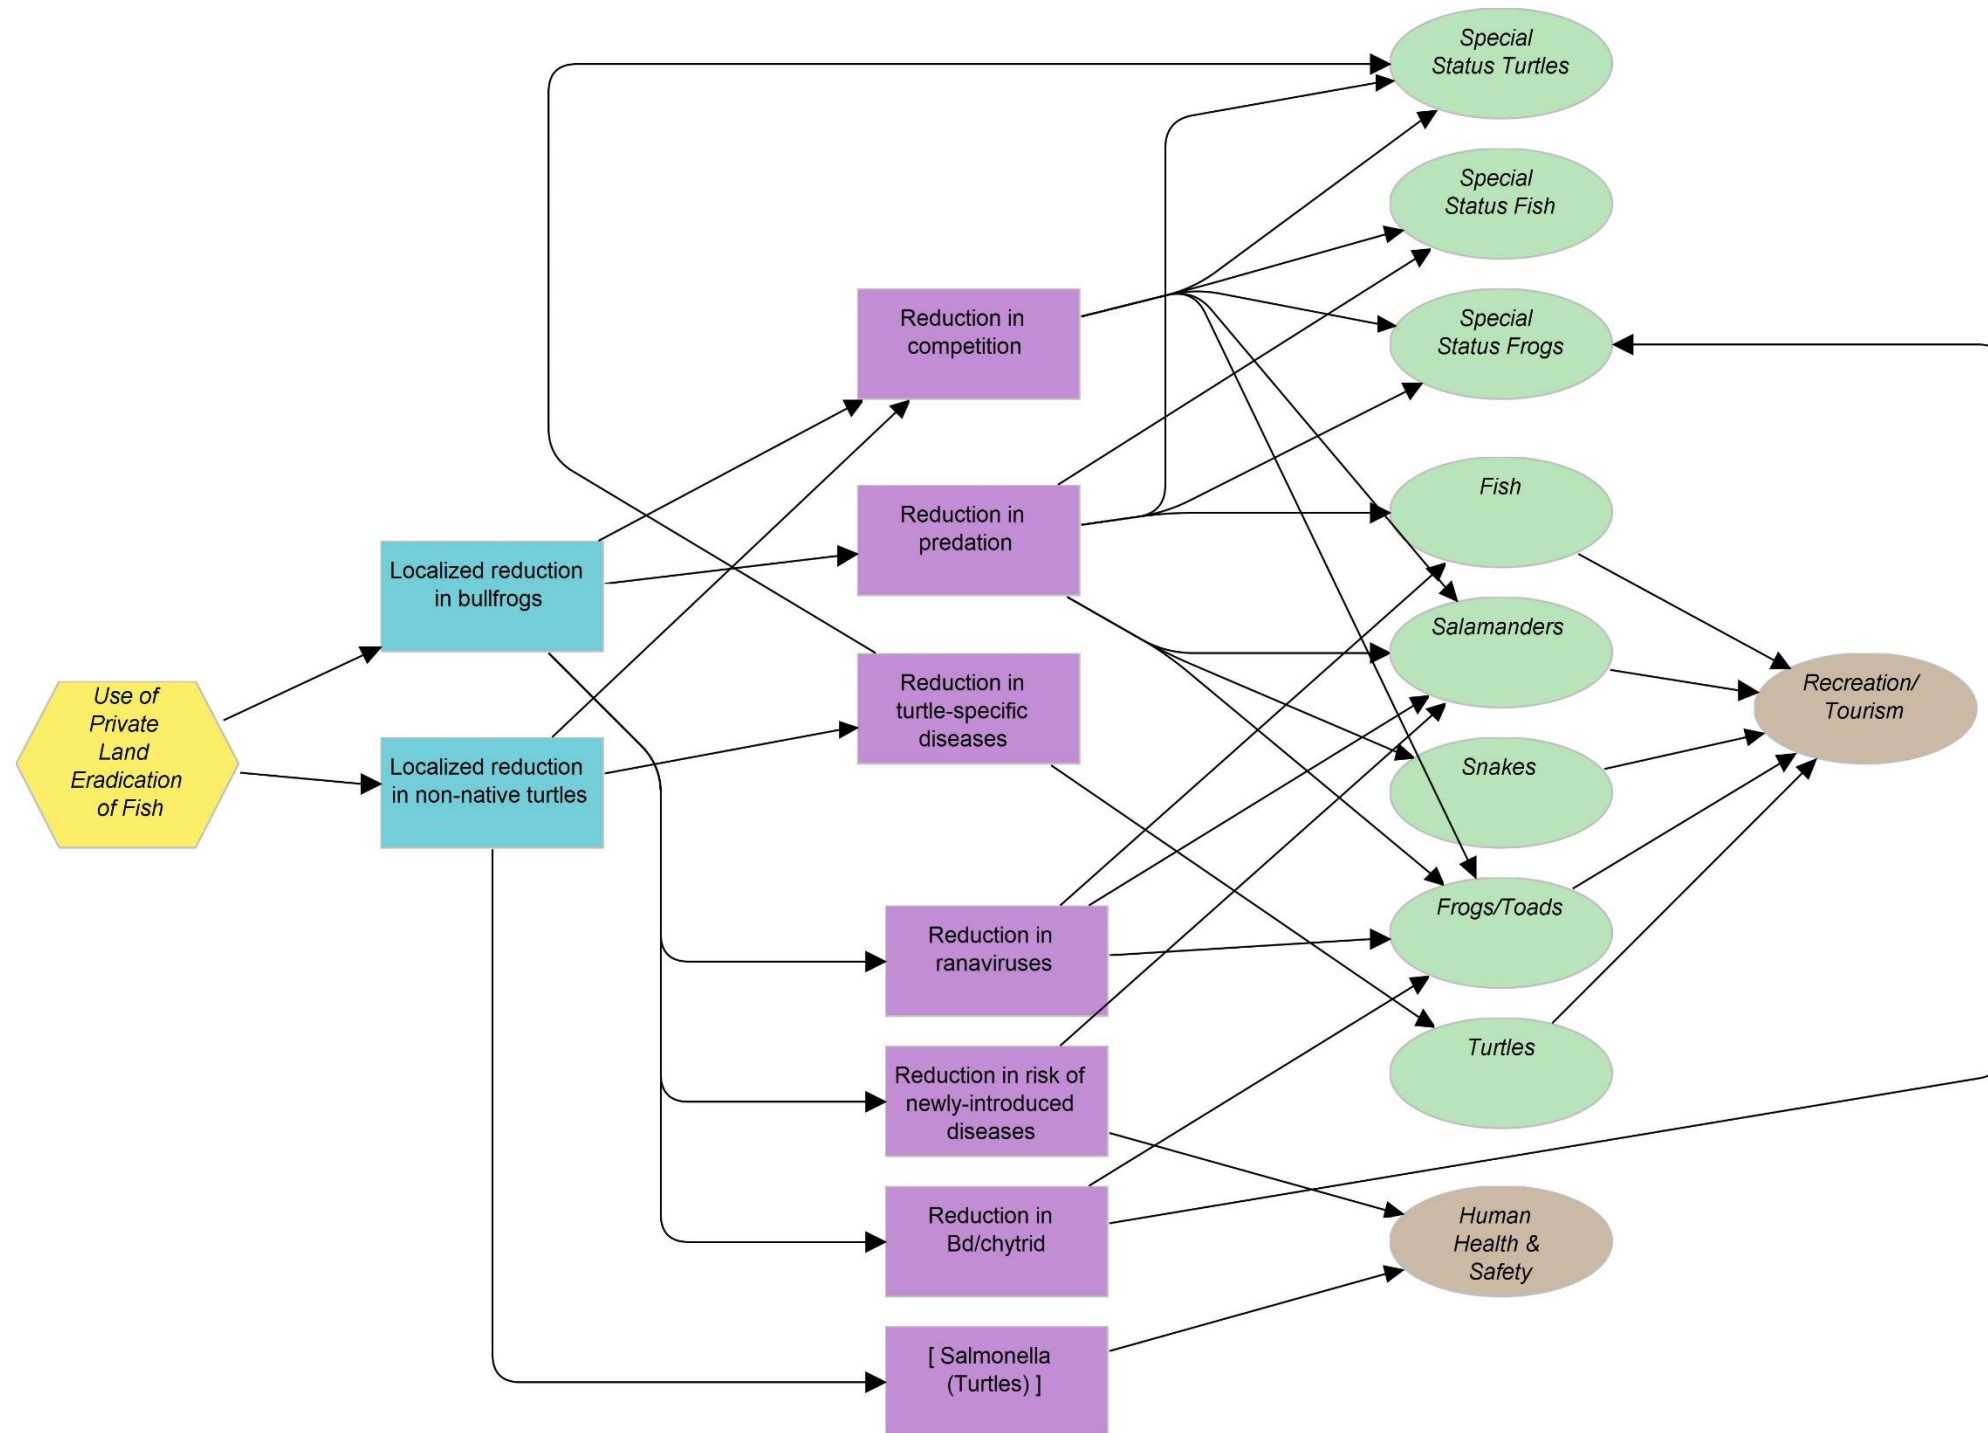 Use of
Private
Land
Eradication
of Fish
Localized reduction
in bullfrogs
Localized reduction
in non-native turtles
Reduction in
competition
Reduction in
predation
Reduction in
turtle-specific
diseases
Reduction in
ranaviruses
Reduction in risk of
newly-introduced
diseases
Reduction in
Bd/chytrid
[ Salmonella
(Turtles) ]
Special
Status Turtles
Special
Status Fish
Special
Status Frogs
Fish
Salamanders
Snakes
Frogs/Toads
Turtles
Human
Health &
Safety
Recreation/
Tourism